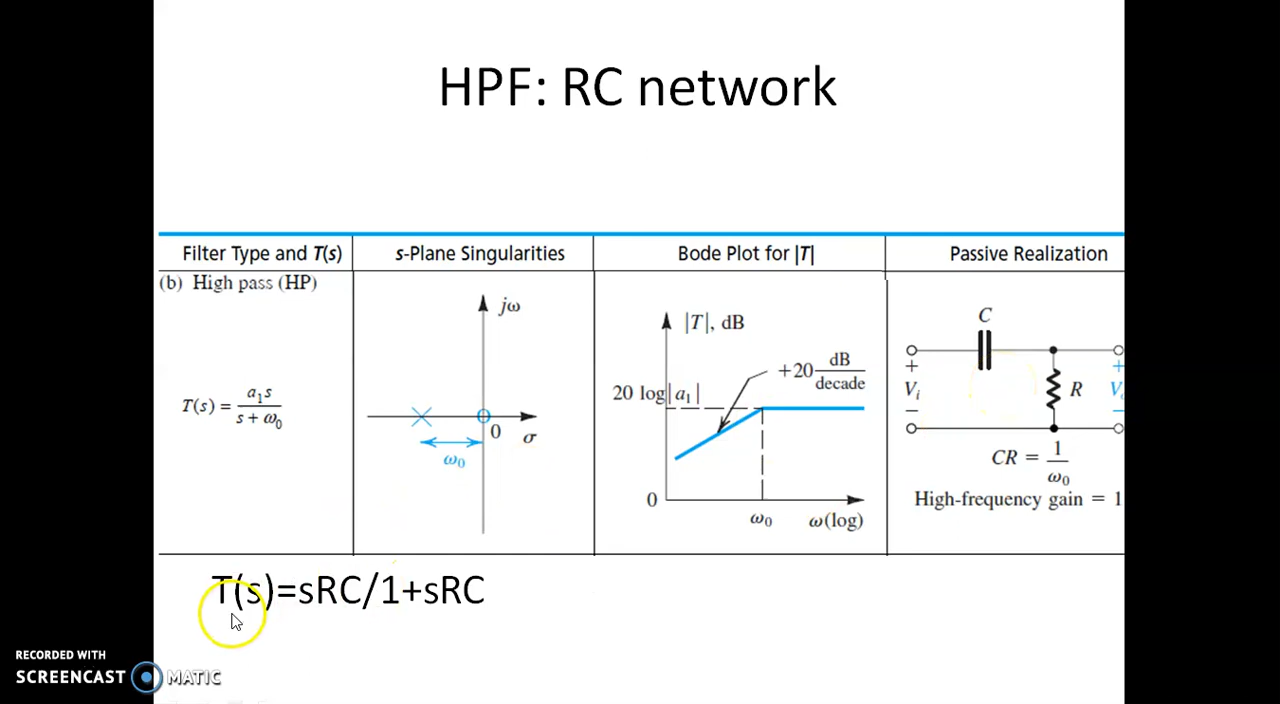 HPF: RC network
Filter Type and T(s)
s-Plane Singularities
Bode Plot for |T|
Passive Realization
(b) High pass (HP)
T(s) = a₁s / s + ω₀
jω
0
σ
ω₀
|T|, dB
+20 dB/decade
20 log|a₁|
0
ω₀
ω(log)
C
+
Vᵢ
−
R
+
V
−
CR = 1/ω₀
High-frequency gain = 1
T(s)=sRC/1+sRC
RECORDED WITH
SCREENCAST MATIC